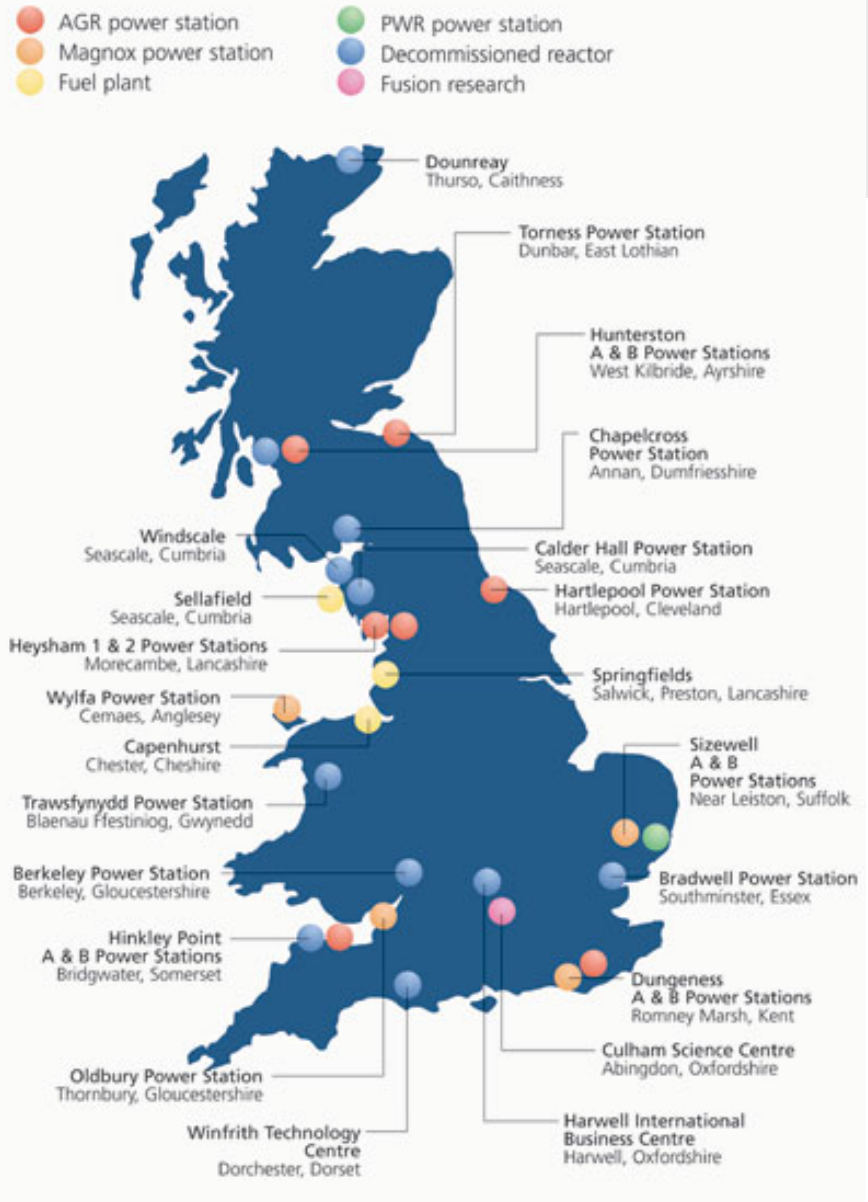 AGR power station
Magnox power station
Fuel plant
PWR power station
Decommissioned reactor
Fusion research
Dounreay
Thurso, Caithness
Torness Power Station
Dunbar, East Lothian
Hunterston
A & B Power Stations
West Kilbride, Ayrshire
Chapelcross
Power Station
Annan, Dumfriesshire
Windscale
Seascale, Cumbria
Calder Hall Power Station
Seascale, Cumbria
Sellafield
Seascale, Cumbria
Hartlepool Power Station
Hartlepool, Cleveland
Heysham 1 & 2 Power Stations
Morecambe, Lancashire
Springfields
Salwick, Preston, Lancashire
Wylfa Power Station
Cemaes, Anglesey
Capenhurst
Chester, Cheshire
Sizewell
A & B
Power Stations
Near Leiston, Suffolk
Trawsfynydd Power Station
Blaenau Ffestiniog, Gwynedd
Berkeley Power Station
Berkeley, Gloucestershire
Bradwell Power Station
Southminster, Essex
Hinkley Point
A & B Power Stations
Bridgwater, Somerset
Dungeness
A & B Power Stations
Romney Marsh, Kent
Culham Science Centre
Abingdon, Oxfordshire
Oldbury Power Station
Thornbury, Gloucestershire
Harwell International
Business Centre
Harwell, Oxfordshire
Winfrith Technology
Centre
Dorchester, Dorset